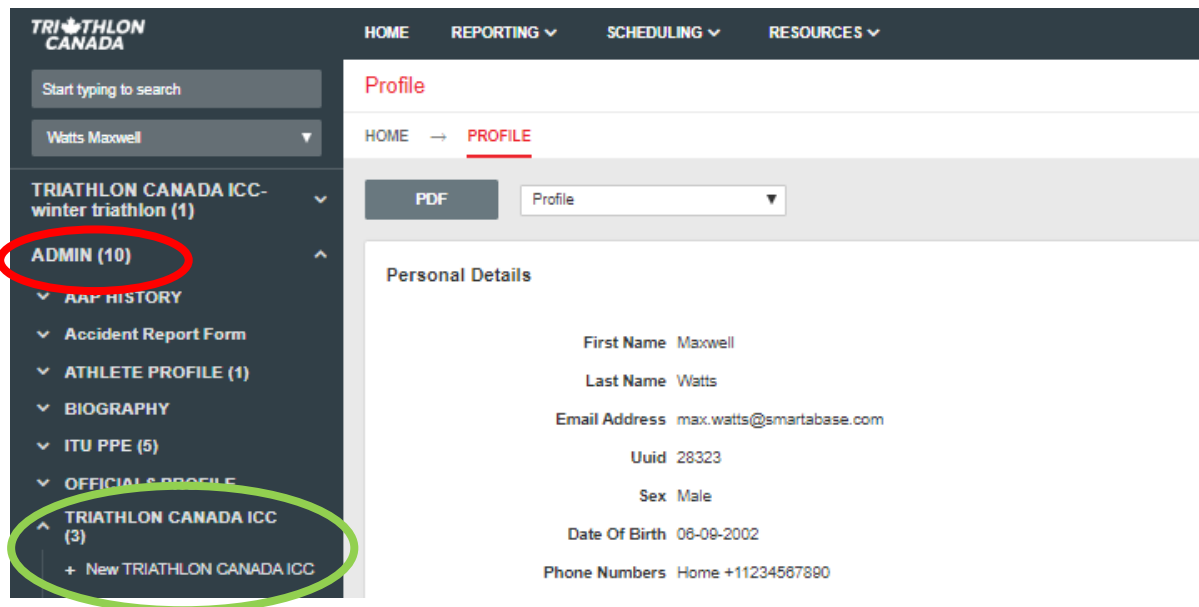 TRIATHLON
CANADA
HOME REPORTING SCHEDULING RESOURCES
Start typing to search
Watts Maxwell
TRIATHLON CANADA ICC-
winter triathlon (1)
ADMIN (10)
AAP HISTORY
Accident Report Form
ATHLETE PROFILE (1)
BIOGRAPHY
ITU PPE (5)
OFFICIALS PROFILE
TRIATHLON CANADA ICC
(3)
+ New TRIATHLON CANADA ICC
Profile
HOME → PROFILE
PDF Profile
Personal Details
First Name Maxwell
Last Name Watts
Email Address max.watts@smartabase.com
Uuid 28323
Sex Male
Date Of Birth 06-09-2002
Phone Numbers Home +11234567890